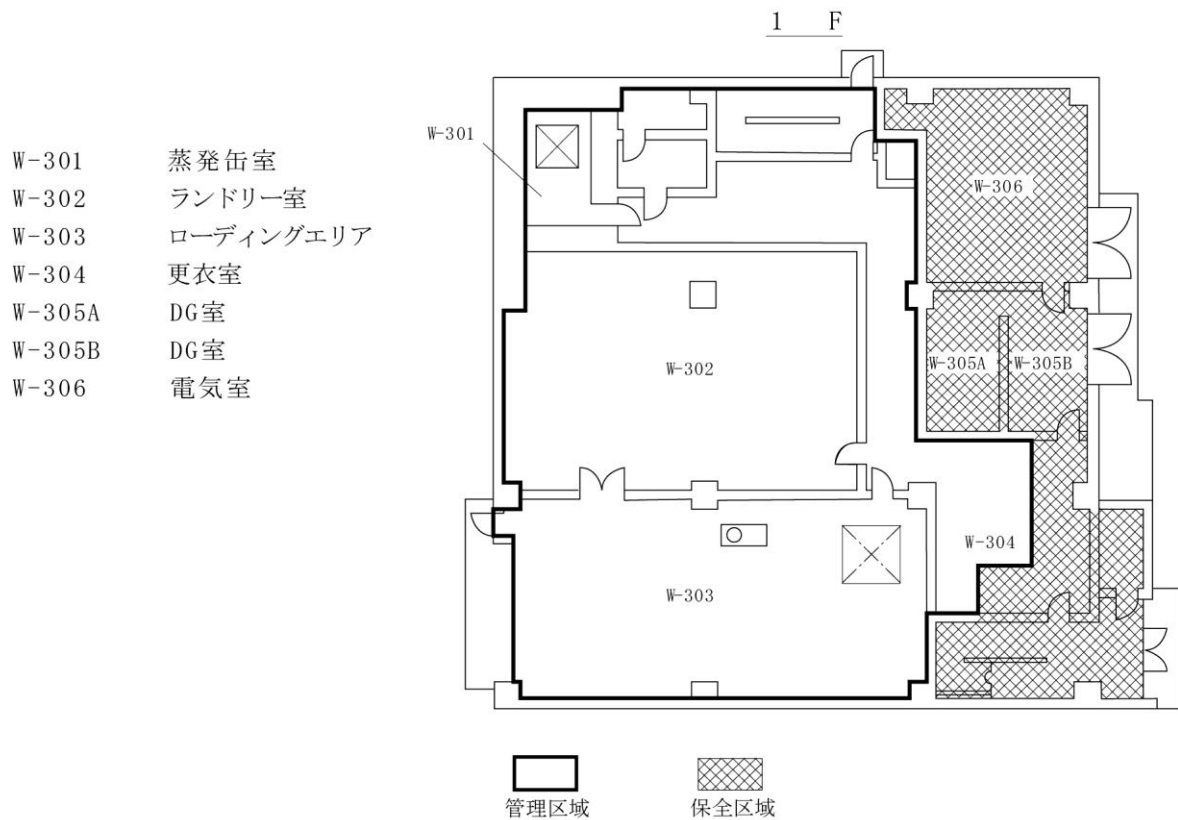 1 F
W-301 蒸発缶室
W-302 ランドリー室
W-303 ローディングエリア
W-304 更衣室
W-305A DG室
W-305B DG室
W-306 電気室
W-301
W-306
W-302
W-305A
W-305B
W-304
W-303
管理区域
保全区域